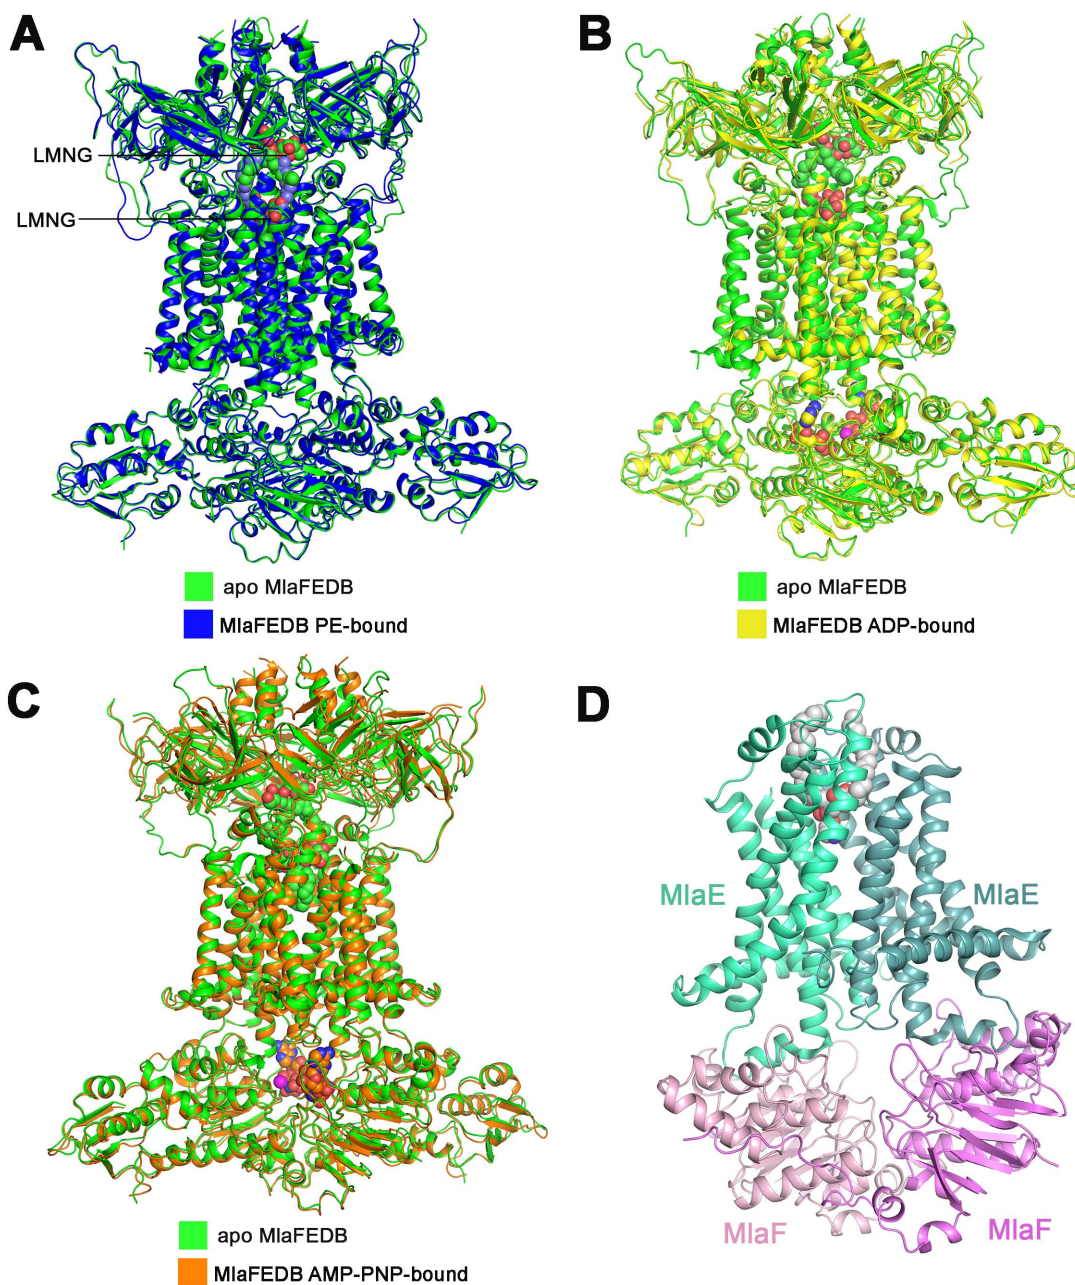 A
LMNG
LMNG
apo MlaFEDB
MlaFEDB PE-bound
B
apo MlaFEDB
MlaFEDB ADP-bound
C
apo MlaFEDB
MlaFEDB AMP-PNP-bound
D
MlaE
MlaE
MlaF
MlaF